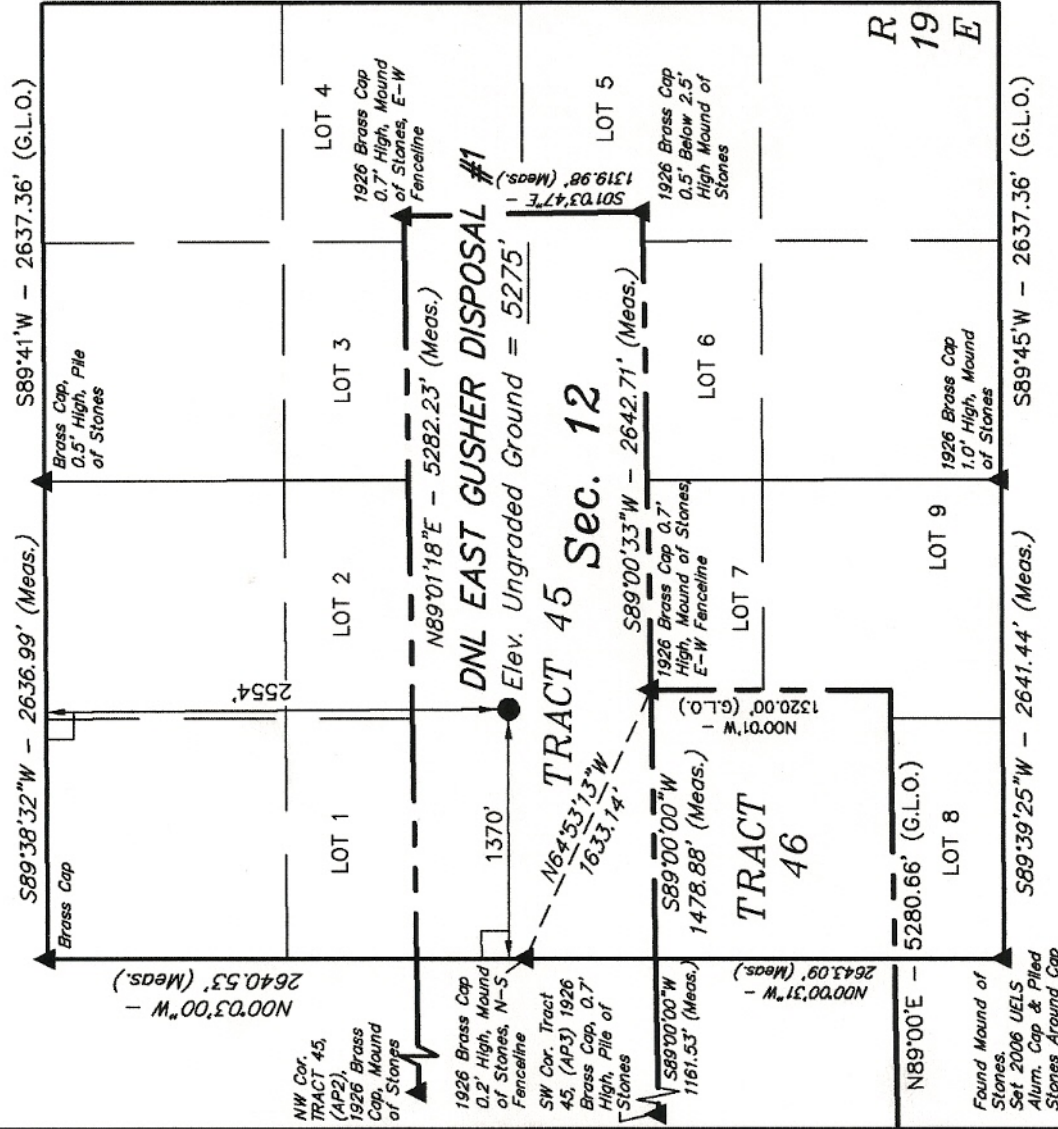 S89°38'32"W - 2636.99' (Meas.)
S89°41'W - 2637.36' (G.L.O.)
Brass Cap
Brass Cap,
0.5' High, Pile
of Stones
N00°03'00"W -
2640.53' (Meas.)
LOT 1
LOT 2
LOT 3
LOT 4
2554'
NW Cor.
TRACT 45,
(AP2),
1926 Brass
Cap, Mound
of Stones
1926 Brass Cap
0.7' High, Mound
of Stones, E-W
Fenceline
N89°01'18"E - 5282.23' (Meas.)
DNL EAST GUSHER DISPOSAL #1
Elev. Ungraded Ground = 5275'
1370'
S01°03'47"E -
1319.98' (Meas.)
1926 Brass Cap
0.2' High, Mound
of Stones, N-S
Fenceline
SW Cor. Tract
45, (AP3) 1926
Brass Cap, 0.7'
High, Pile of
Stones
TRACT 45
Sec. 12
N64°53'13"W
1633.14'
LOT 5
1926 Brass Cap
0.5' Below 2.5'
High Mound of
Stones
S89°00'33"W - 2642.71' (Meas.)
S89°00'00"W
1161.53' (Meas.)
S89°00'00"W
1478.88' (Meas.)
1926 Brass Cap 0.7'
High, Mound of Stones,
E-W Fenceline
LOT 6
LOT 7
N00°01'W -
1320.00' (G.L.O.)
TRACT
46
N00°00'31"W -
2643.09' (Meas.)
R
19
E
N89°00'E - 5280.66' (G.L.O.)
LOT 8
LOT 9
1926 Brass Cap
1.0' High, Mound
of Stones
Found Mound of
Stones.
Set 2006 UELS
Alum. Cap & Piled
Stones Around Cap
S89°39'25"W - 2641.44' (Meas.)
S89°45'W - 2637.36' (G.L.O.)